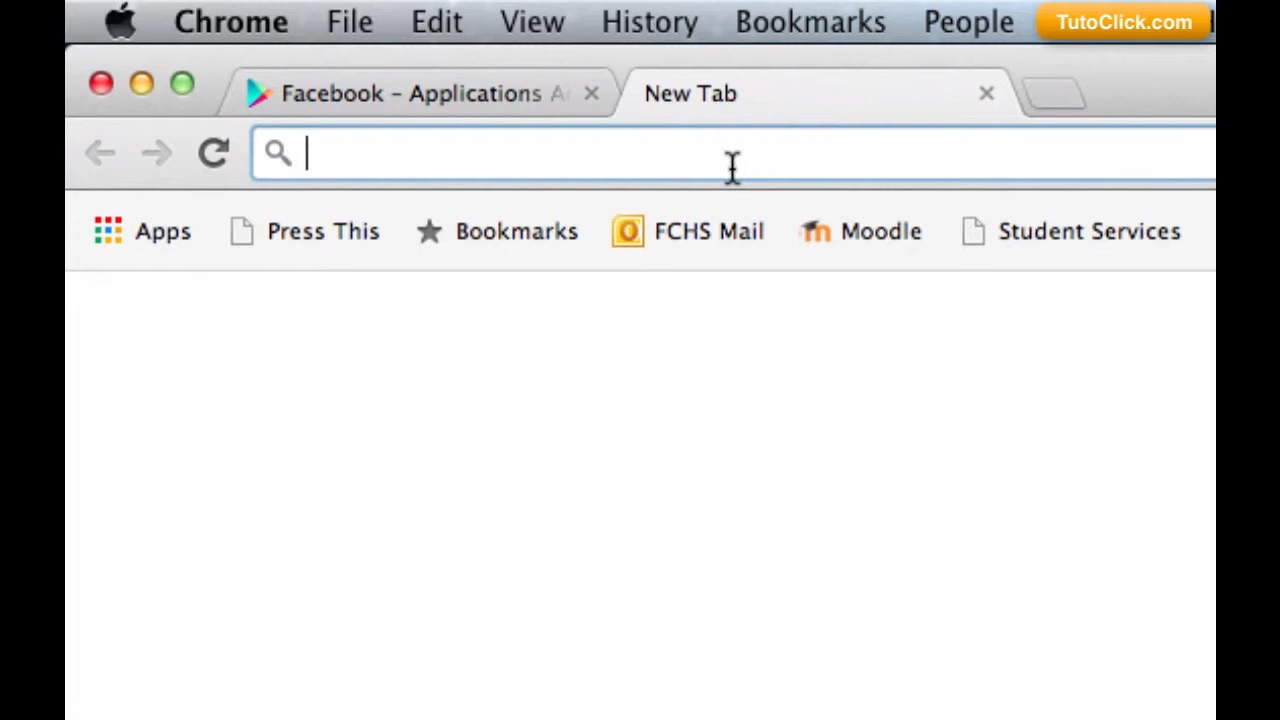 Chrome File Edit View History Bookmarks People TutoClick.com
Facebook – Applications New Tab
Apps Press This Bookmarks FCHS Mail Moodle Student Services